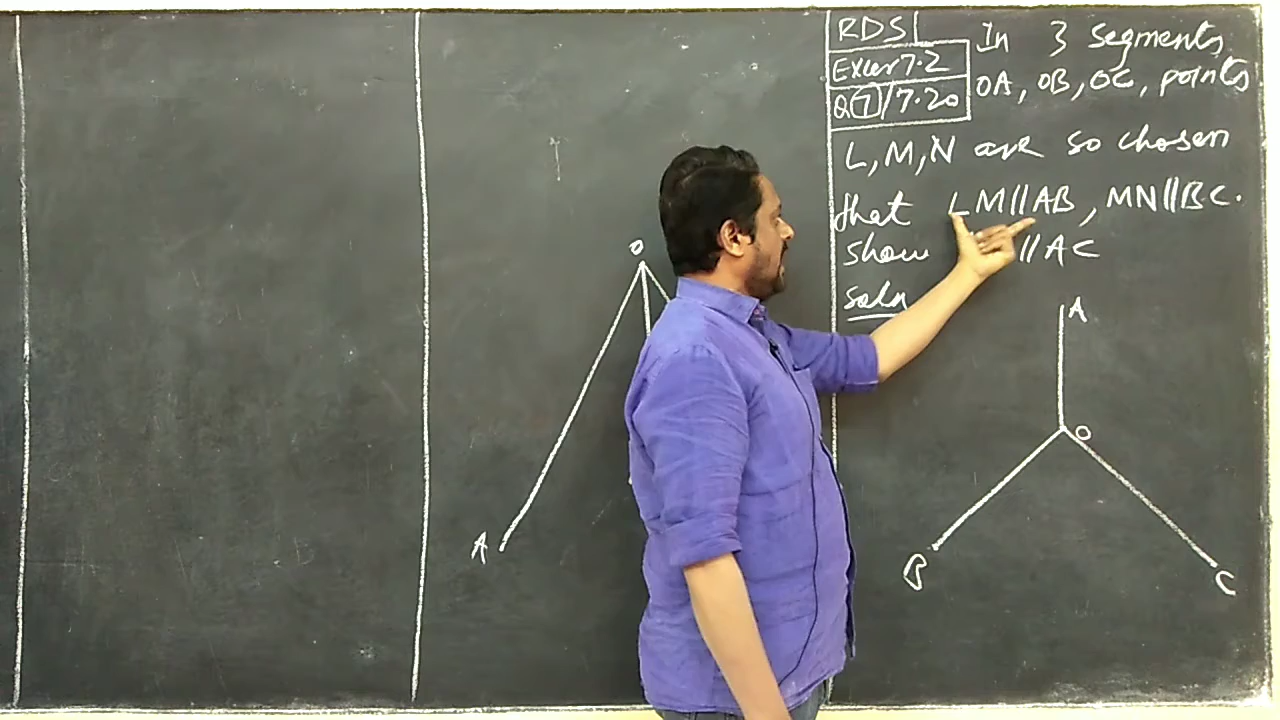 RDS
Exer 7.2
Q 7 / 7.20
In 3 segments
OA, OB, OC, points
L, M, N are so chosen
that LM || AB, MN || BC.
show || AC
soln
O
A
A
O
B
C